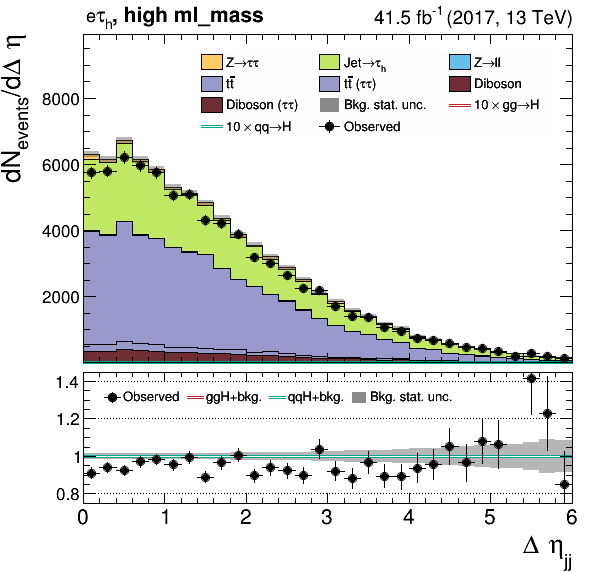 eτh, high ml_mass 41.5 fb-1 (2017, 13 TeV)
dNevents/dΔ η
Z→ττ Jet→τh Z→ll
tt̄ tt̄ (ττ) Diboson
Diboson (ττ) Bkg. stat. unc. 10×gg→H
10×qq→H Observed
8000
6000
4000
2000
1.4
Observed ggH+bkg. qqH+bkg. Bkg. stat. unc.
1.2
1
0.8
0 1 2 3 4 5 6
Δ ηjj